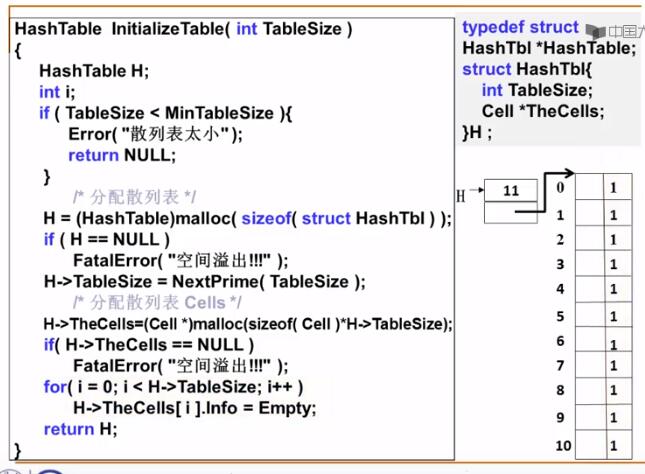 HashTable InitializeTable( int TableSize )
{
HashTable H;
int i;
if ( TableSize < MinTableSize ){
Error( "散列表太小" );
return NULL;
}
/* 分配散列表 */
H = (HashTable)malloc( sizeof( struct HashTbl ) );
if ( H == NULL )
FatalError( "空间溢出!!!" );
H->TableSize = NextPrime( TableSize );
/* 分配散列表 Cells */
H->TheCells=(Cell *)malloc(sizeof( Cell )*H->TableSize);
if( H->TheCells == NULL )
FatalError( "空间溢出!!!" );
for( i = 0; i < H->TableSize; i++ )
H->TheCells[ i ].Info = Empty;
return H;
}
typedef struct
中国大
HashTbl *HashTable;
struct HashTbl{
int TableSize;
Cell *TheCells;
}H ;
H
11
0 1
1 1
2 1
3 1
4 1
5 1
6 1
7 1
8 1
9 1
10 1